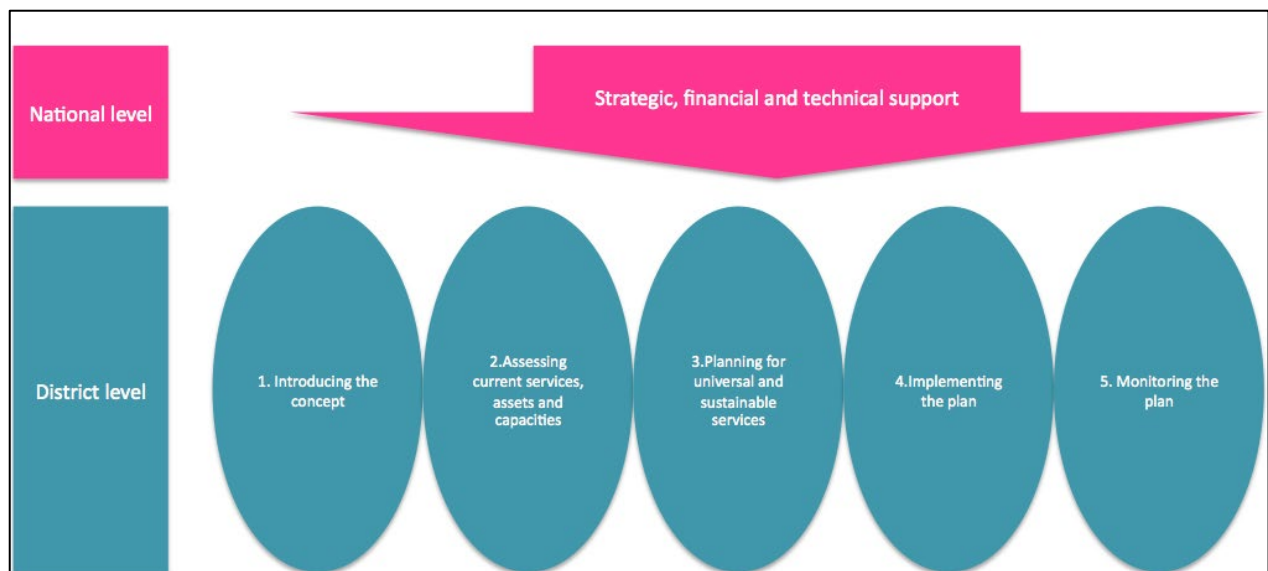 National level
Strategic, financial and technical support
District level
1. Introducing the
concept
2.Assessing
current services,
assets and
capacities
3.Planning for
universal and
sustainable
services
4.Implementing
the plan
5. Monitoring the
plan